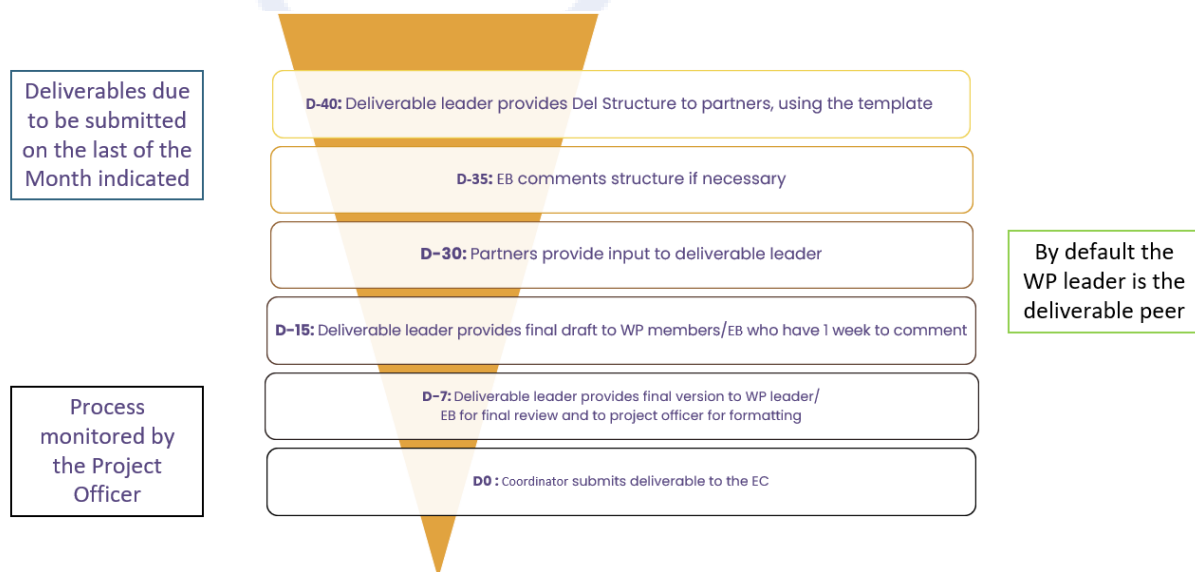 Deliverables due
to be submitted
on the last of the
Month indicated
D-40: Deliverable leader provides Del Structure to partners, using the template
D-35: EB comments structure if necessary
D-30: Partners provide input to deliverable leader
By default the
WP leader is the
deliverable peer
D-15: Deliverable leader provides final draft to WP members/EB who have 1 week to comment
Process
monitored by
the Project
Officer
D-7: Deliverable leader provides final version to WP leader/
EB for final review and to project officer for formatting
D0 : Coordinator submits deliverable to the EC